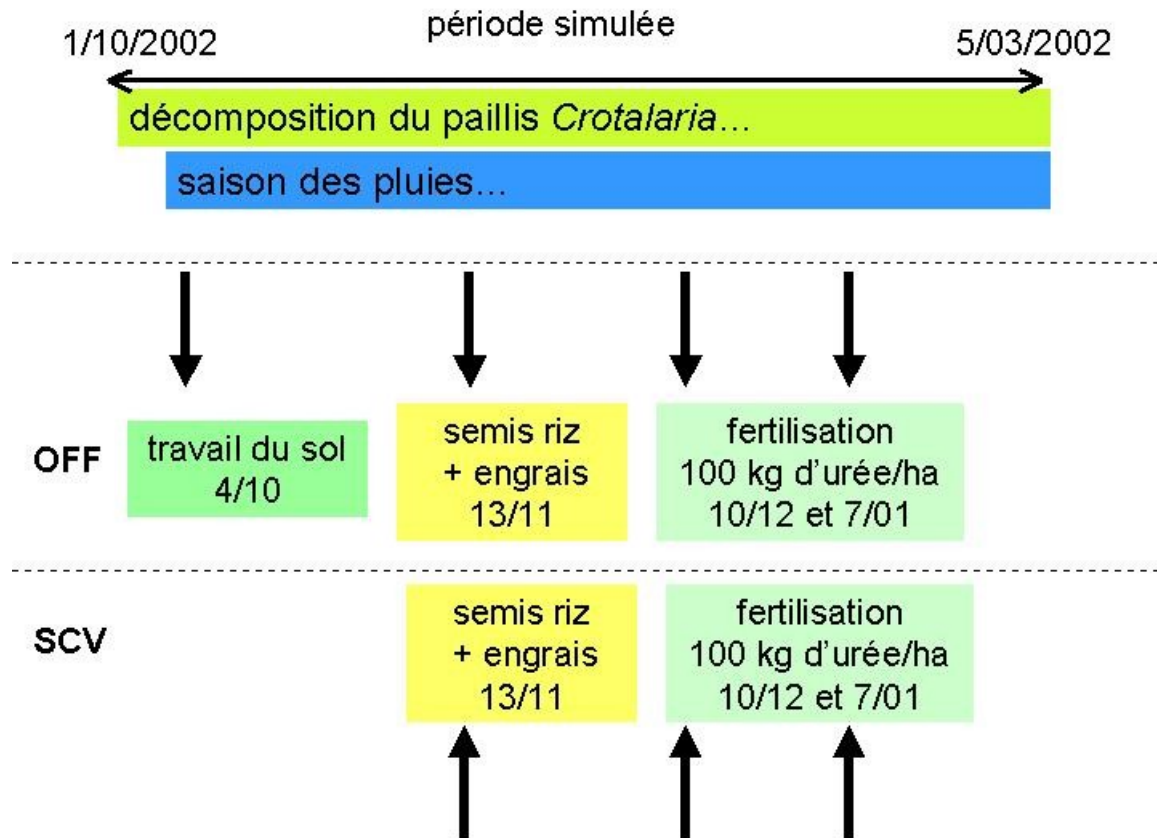 période simulée
1/10/2002
5/03/2002
décomposition du paillis Crotalaria...
saison des pluies...
OFF
travail du sol
4/10
semis riz
+ engrais
13/11
fertilisation
100 kg d'urée/ha
10/12 et 7/01
SCV
semis riz
+ engrais
13/11
fertilisation
100 kg d'urée/ha
10/12 et 7/01